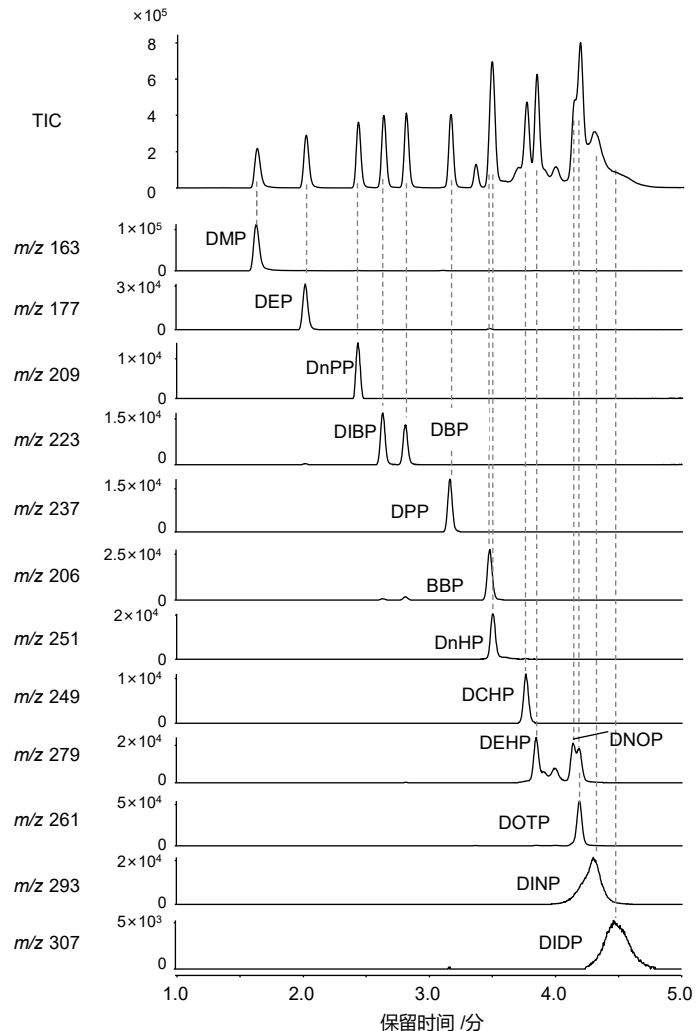 ×10⁵
8
6
4
2
0
TIC
m/z 163
1×10⁵
0
DMP
m/z 177
3×10⁴
0
DEP
m/z 209
1×10⁴
0
DnPP
m/z 223
1.5×10⁴
0
DIBP
DBP
m/z 237
1.5×10⁴
0
DPP
m/z 206
2.5×10⁴
0
BBP
m/z 251
2×10⁴
0
DnHP
m/z 249
1×10⁴
0
DCHP
m/z 279
2×10⁴
0
DEHP
DNOP
m/z 261
5×10⁴
0
DOTP
m/z 293
2×10⁴
0
DINP
m/z 307
5×10³
0
DIDP
1.0 2.0 3.0 4.0 5.0
保留时间 /分